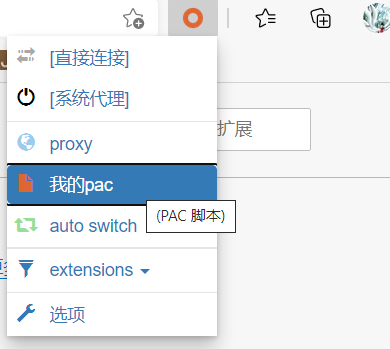 [直接连接]
[系统代理]
proxy
扩展
我的pac
(PAC 脚本)
auto switch
extensions
选项